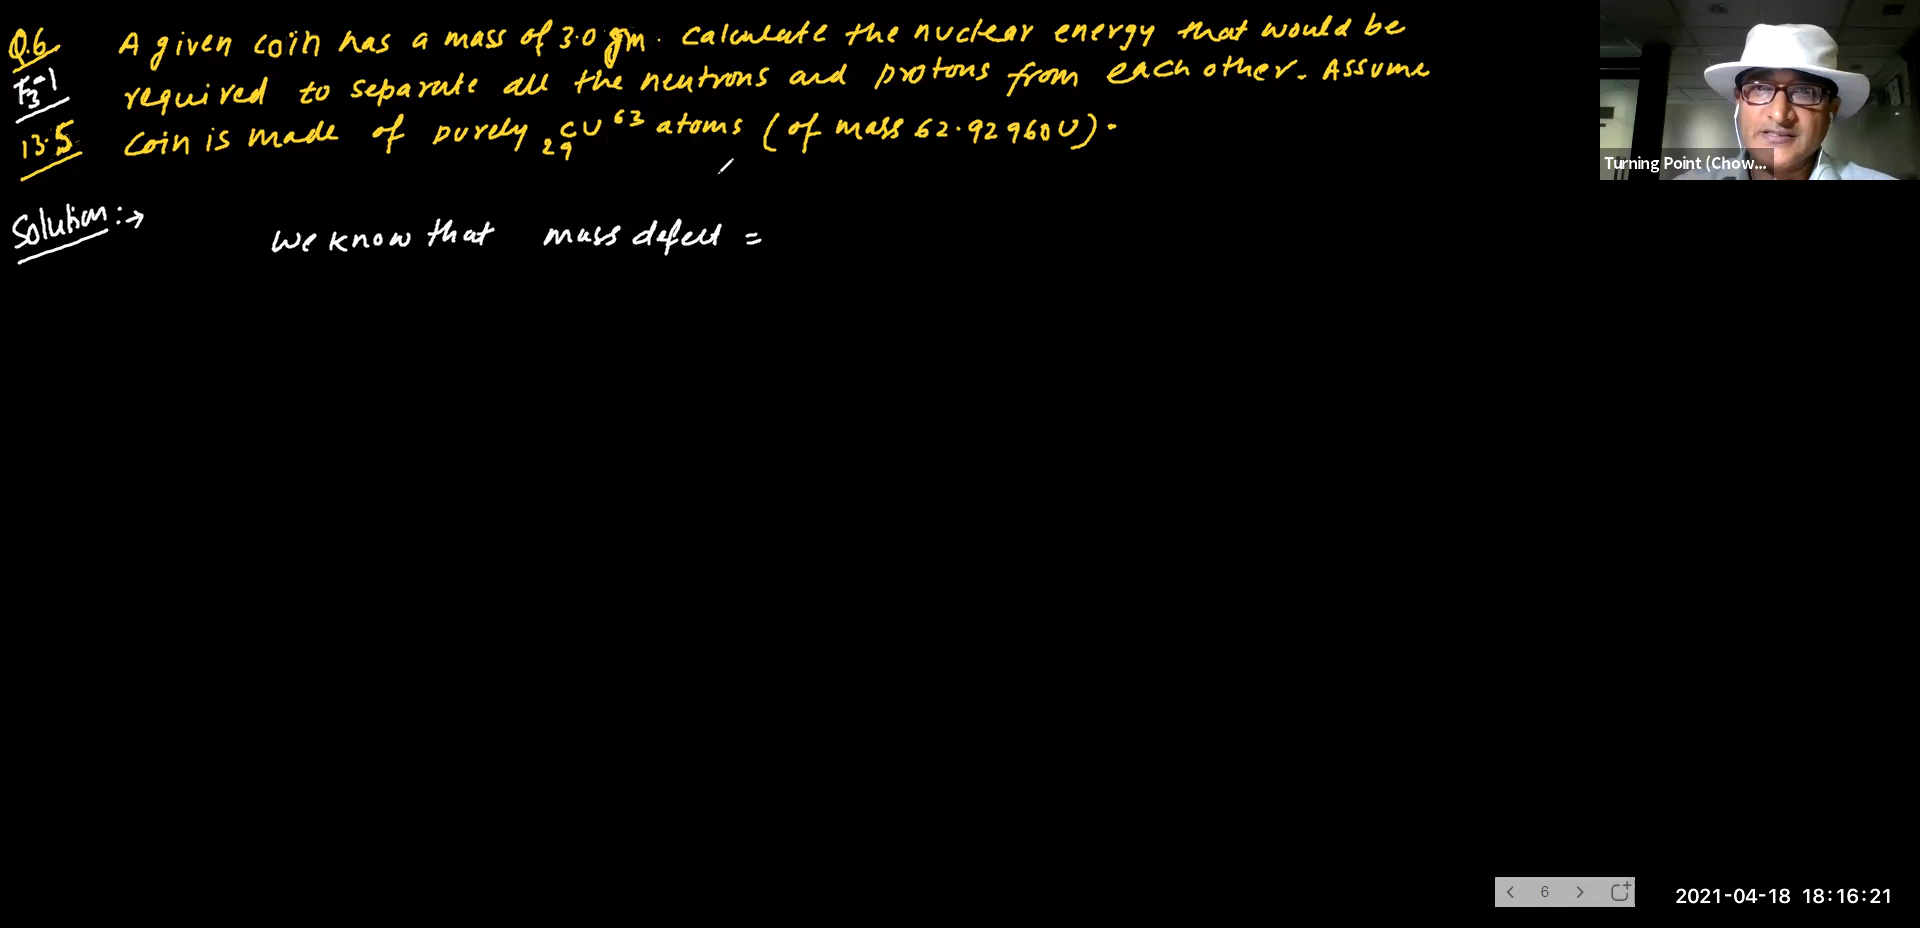 Q.6 A given coin has a mass of 3.0 gm. Calculate the nuclear energy that would be
required to separate all the neutrons and protons from each other. Assume
13.5 coin is made of purely ₂₉Cu⁶³ atoms (of mass 62.92960U).
Turning Point (Chow...
Solution:→ we know that mass defect =
6
2021-04-18 18:16:21